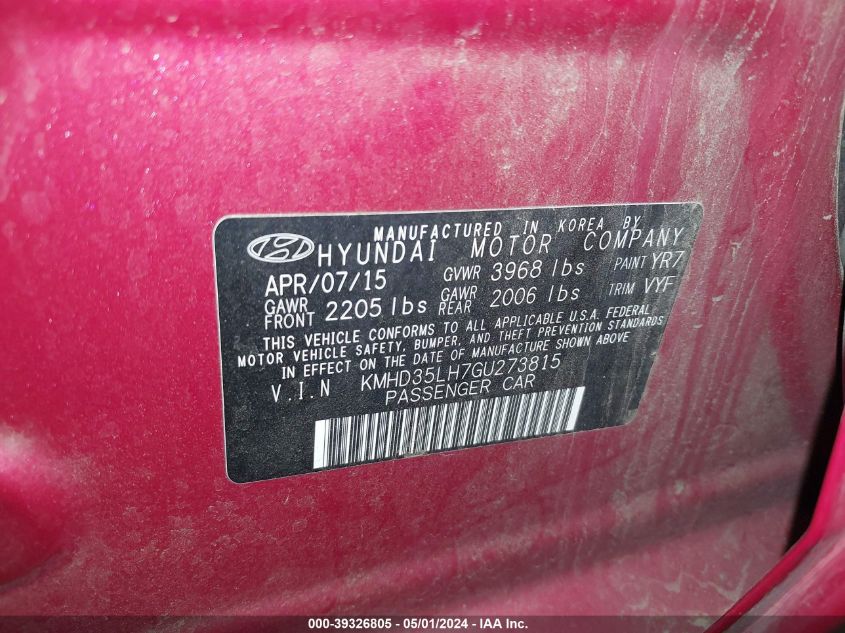 MANUFACTURED IN KOREA BY
HYUNDAI MOTOR COMPANY
APR/07/15 GVWR 3968 lbs PAINT YR7
GAWR FRONT 2205 lbs GAWR REAR 2006 lbs TRIM VYF
THIS VEHICLE CONFORMS TO ALL APPLICABLE U.S.A. FEDERAL
MOTOR VEHICLE SAFETY, BUMPER, AND THEFT PREVENTION STANDARDS
IN EFFECT ON THE DATE OF MANUFACTURE SHOWN ABOVE.
V.I.N KMHD35LH7GU273815
PASSENGER CAR
000-39326805 - 05/01/2024 - IAA Inc.